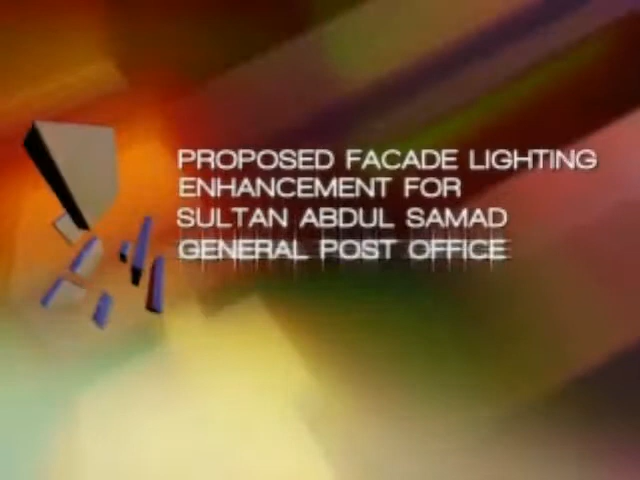 PROPOSED FACADE LIGHTING
ENHANCEMENT FOR
SULTAN ABDUL SAMAD
GENERAL POST OFFICE